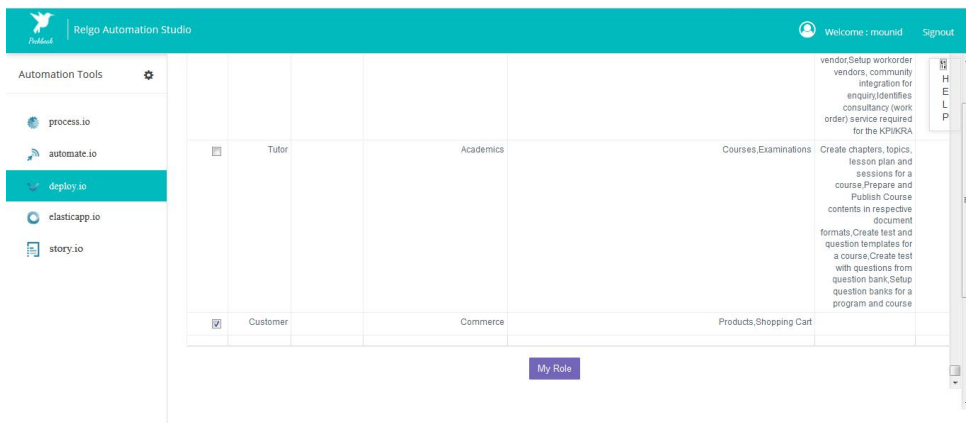 Pochbook
Relgo Automation Studio
Welcome : mounid
Signout
Automation Tools
process.io
automate.io
deploy.io
elasticapp.io
story.io
vendor,Setup workorder
vendors, community
integration for
enquiry,Identifies
consultancy (work
order) service required
for the KPI/KRA
H
E
L
P
Tutor
Academics
Courses,Examinations
Create chapters, topics,
lesson plan and
sessions for a
course,Prepare and
Publish Course
contents in respective
document
formats,Create test and
question templates for
a course,Create test
with questions from
question bank,Setup
question banks for a
program and course
Customer
Commerce
Products,Shopping Cart
My Role